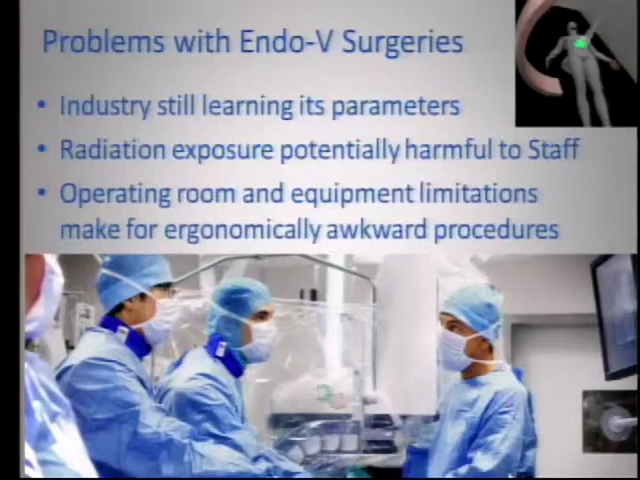 Problems with Endo-V Surgeries
• Industry still learning its parameters
• Radiation exposure potentially harmful to Staff
• Operating room and equipment limitations
make for ergonomically awkward procedures